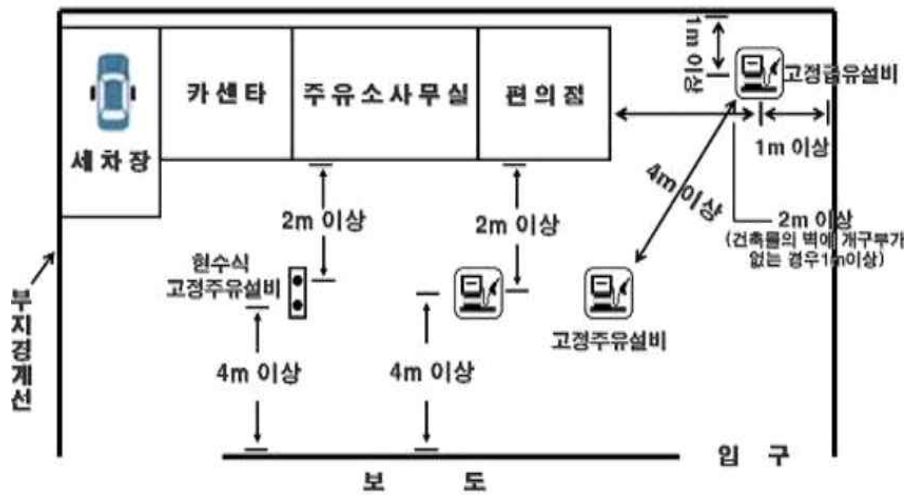 1m 이상
고정급유설비
카센타
주유소사무실
편의점
세차장
1m 이상
4m 이상
2m 이상
2m 이상
2m 이상
(건축물의 벽에 개구부가
없는 경우1m이상)
현수식
고정주유설비
고정주유설비
부지경계선
4m 이상
4m 이상
입 구
보 도